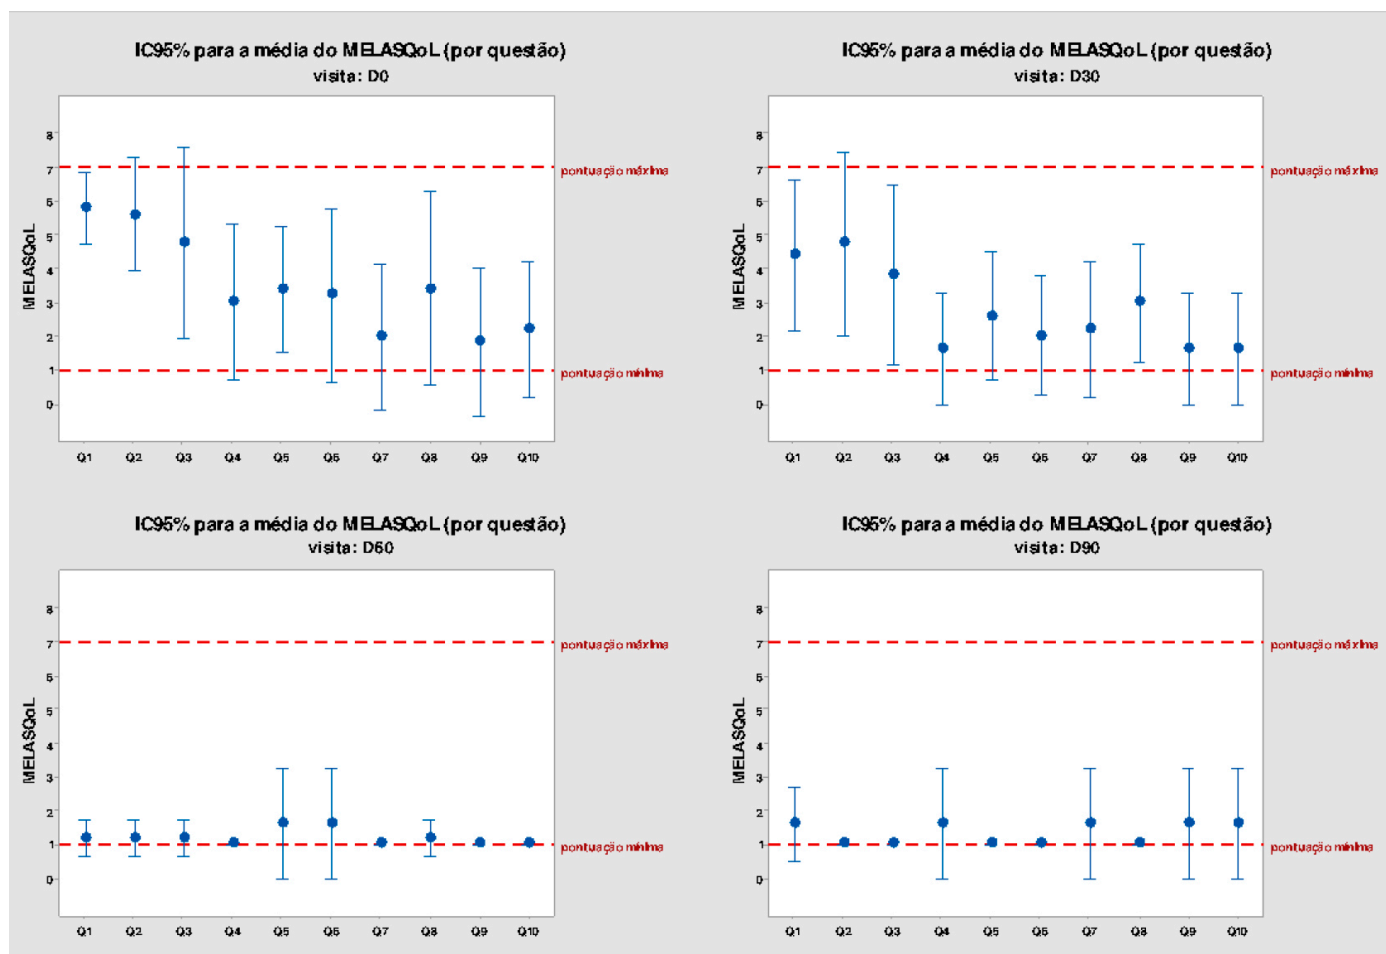 IC95% para a média do MELASQoL (por questão)
visita: D0
MELASQoL
8
7
6
5
4
3
2
1
0
pontuação máxima
pontuação mínima
Q1 Q2 Q3 Q4 Q5 Q6 Q7 Q8 Q9 Q10
IC95% para a média do MELASQoL (por questão)
visita: D30
MELASQoL
8
7
6
5
4
3
2
1
0
pontuação máxima
pontuação mínima
Q1 Q2 Q3 Q4 Q5 Q6 Q7 Q8 Q9 Q10
IC95% para a média do MELASQoL (por questão)
visita: D60
MELASQoL
8
7
6
5
4
3
2
1
0
pontuação máxima
pontuação mínima
Q1 Q2 Q3 Q4 Q5 Q6 Q7 Q8 Q9 Q10
IC95% para a média do MELASQoL (por questão)
visita: D90
MELASQoL
8
7
6
5
4
3
2
1
0
pontuação máxima
pontuação mínima
Q1 Q2 Q3 Q4 Q5 Q6 Q7 Q8 Q9 Q10